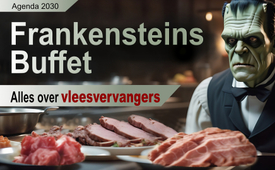 Agenda 2030
Frankensteins
Buffet
Alles over vleesvervangers